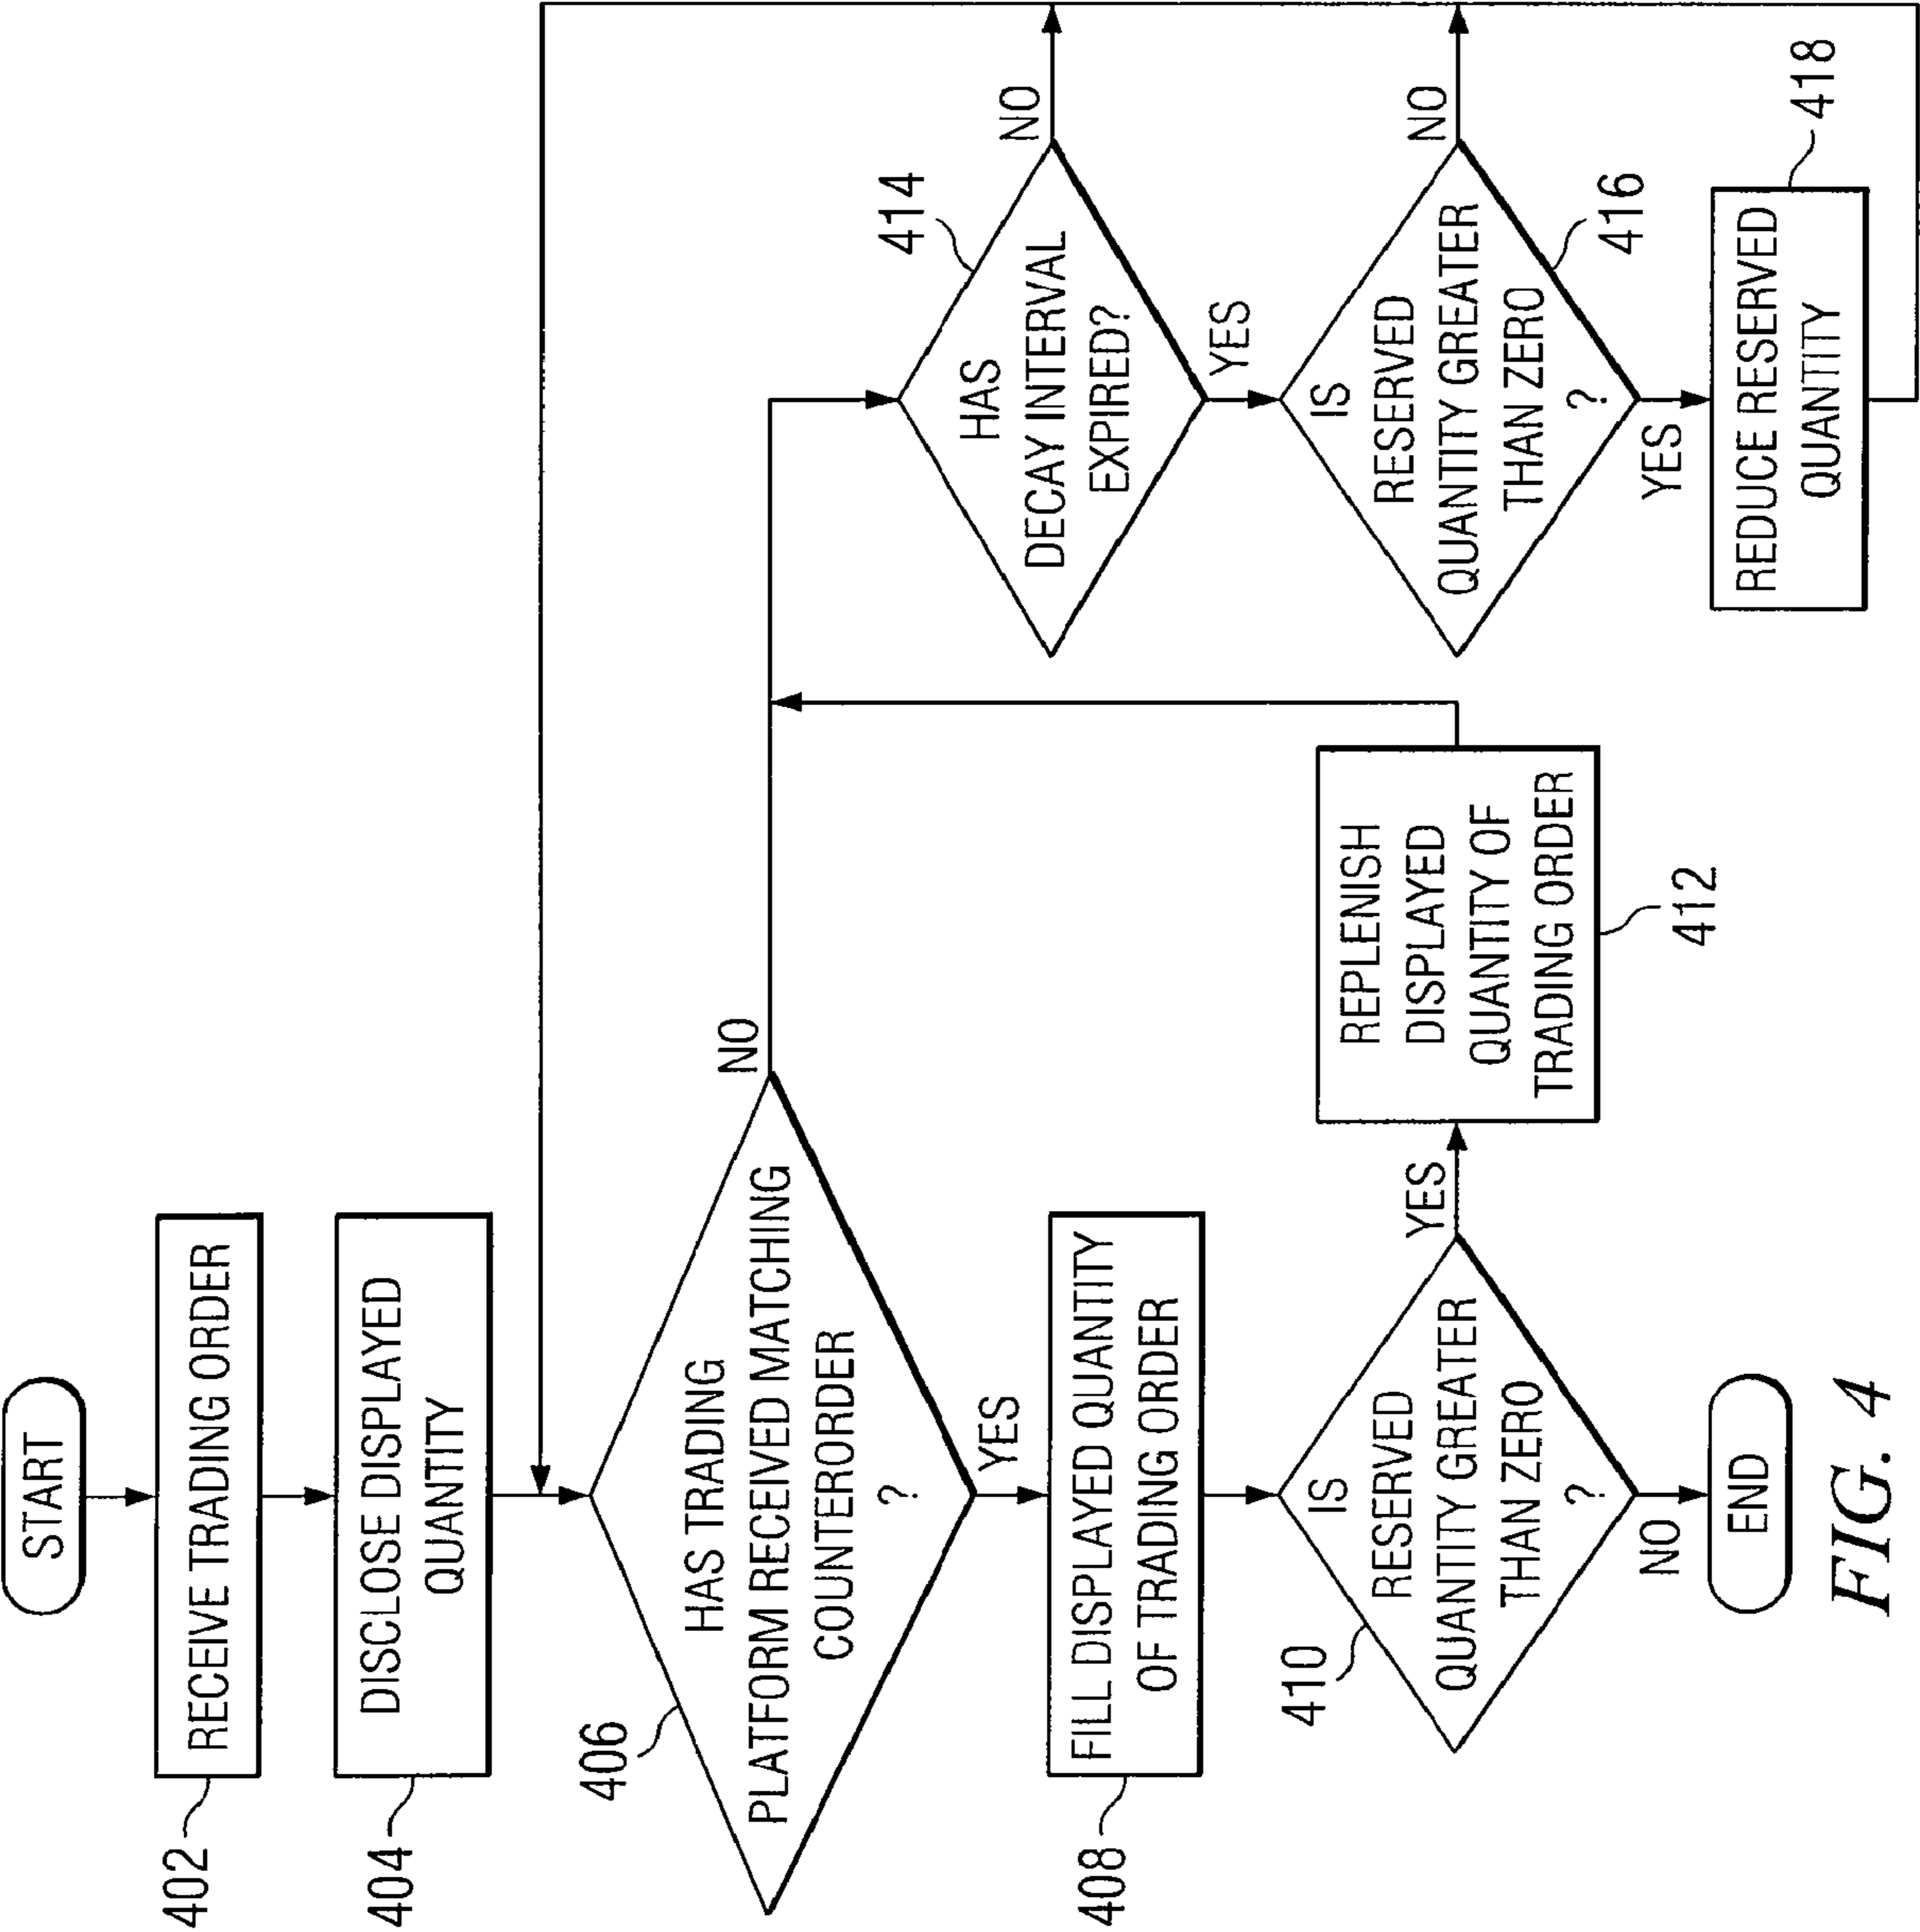 START
402
RECEIVE TRADING ORDER
404
DISCLOSE DISPLAYED
QUANTITY
406
HAS TRADING
PLATFORM RECEIVED MATCHING
COUNTERORDER
?
NO
YES
408
FILL DISPLAYED QUANTITY
OF TRADING ORDER
410
IS
RESERVED
QUANTITY GREATER
THAN ZERO
?
YES
NO
END
REPLENISH
DISPLAYED
QUANTITY OF
TRADING ORDER
412
414
HAS
DECAY INTERVAL
EXPIRED?
NO
YES
IS
RESERVED
QUANTITY GREATER
THAN ZERO
?
416
NO
YES
REDUCE RESERVED
QUANTITY
418
FIG. 4